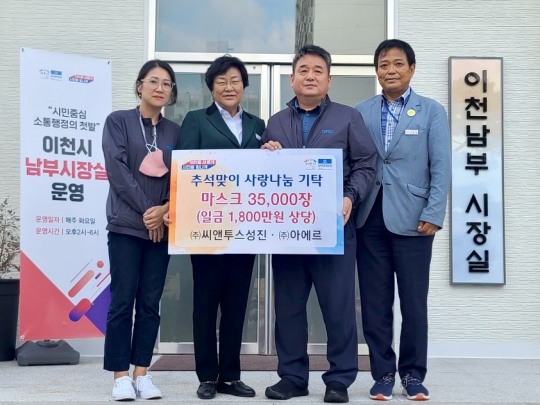 "시민중심
소통행정의 첫발"
이천시
남부시장실
운영
운영일자 | 매주 화요일
운영시간 | 오후2시~6시
추석맞이 사랑나눔 기탁
마스크 35,000장
(일금 1,800만원 상당)
㈜씨앤투스성진 · ㈜아에르
이천남부 시장실